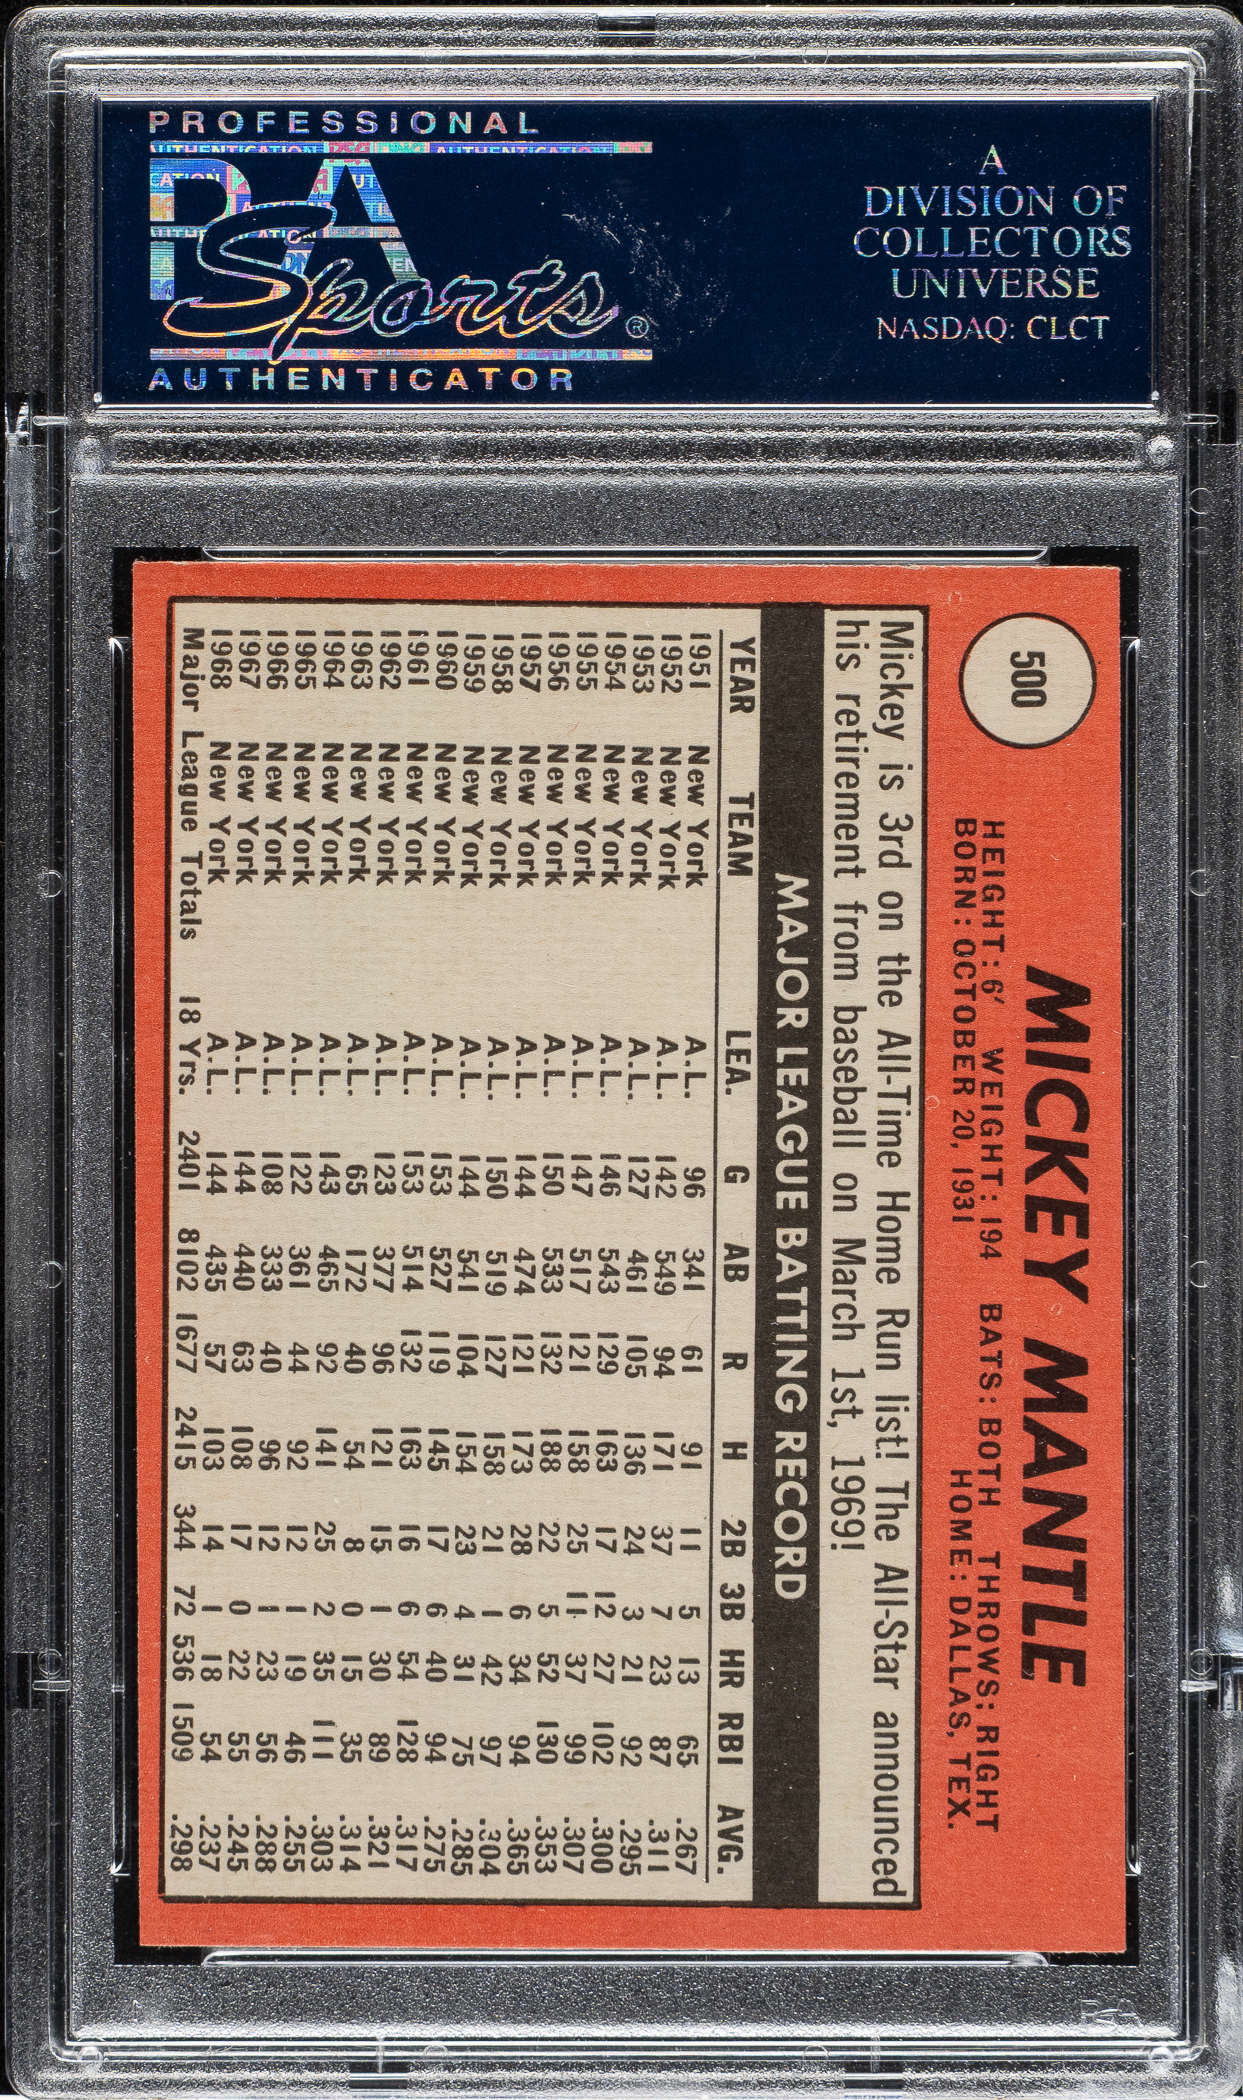 PROFESSIONAL
PSA
Sports ®
AUTHENTICATOR
A
DIVISION OF
COLLECTORS
UNIVERSE
NASDAQ: CLCT
500
MICKEY MANTLE
HEIGHT: 6' WEIGHT: 194 BATS: BOTH THROWS: RIGHT
BORN: OCTOBER 20, 1931 HOME: DALLAS, TEX.
Mickey is 3rd on the All-Time Home Run list! The All-Star announced
his retirement from baseball on March 1st, 1969!
MAJOR LEAGUE BATTING RECORD
YEAR TEAM LEA. G AB R H 2B 3B HR RBI AVG.
1951 New York A.L. 96 341 61 91 11 5 13 65 .267
1952 New York A.L. 142 549 94 171 37 7 23 87 .311
1953 New York A.L. 127 461 105 136 24 3 21 92 .295
1954 New York A.L. 146 543 129 163 17 12 27 102 .300
1955 New York A.L. 147 517 121 158 25 11 37 99 .307
1956 New York A.L. 150 533 132 188 22 5 52 130 .353
1957 New York A.L. 144 474 121 173 28 6 34 94 .365
1958 New York A.L. 150 519 127 158 21 1 42 97 .304
1959 New York A.L. 144 541 104 154 23 4 31 75 .285
1960 New York A.L. 153 527 119 145 17 6 40 94 .275
1961 New York A.L. 153 514 132 163 16 6 54 128 .317
1962 New York A.L. 123 377 96 121 15 1 30 89 .321
1963 New York A.L. 65 172 40 54 8 0 15 35 .314
1964 New York A.L. 143 465 92 141 25 2 35 111 .303
1965 New York A.L. 122 361 44 92 12 1 19 46 .255
1966 New York A.L. 108 333 40 96 12 1 23 56 .288
1967 New York A.L. 144 440 63 108 17 0 22 55 .245
1968 New York A.L. 144 435 57 103 14 1 18 54 .237
Major League Totals 18 Yrs. 2401 8102 1677 2415 344 72 536 1509 .298